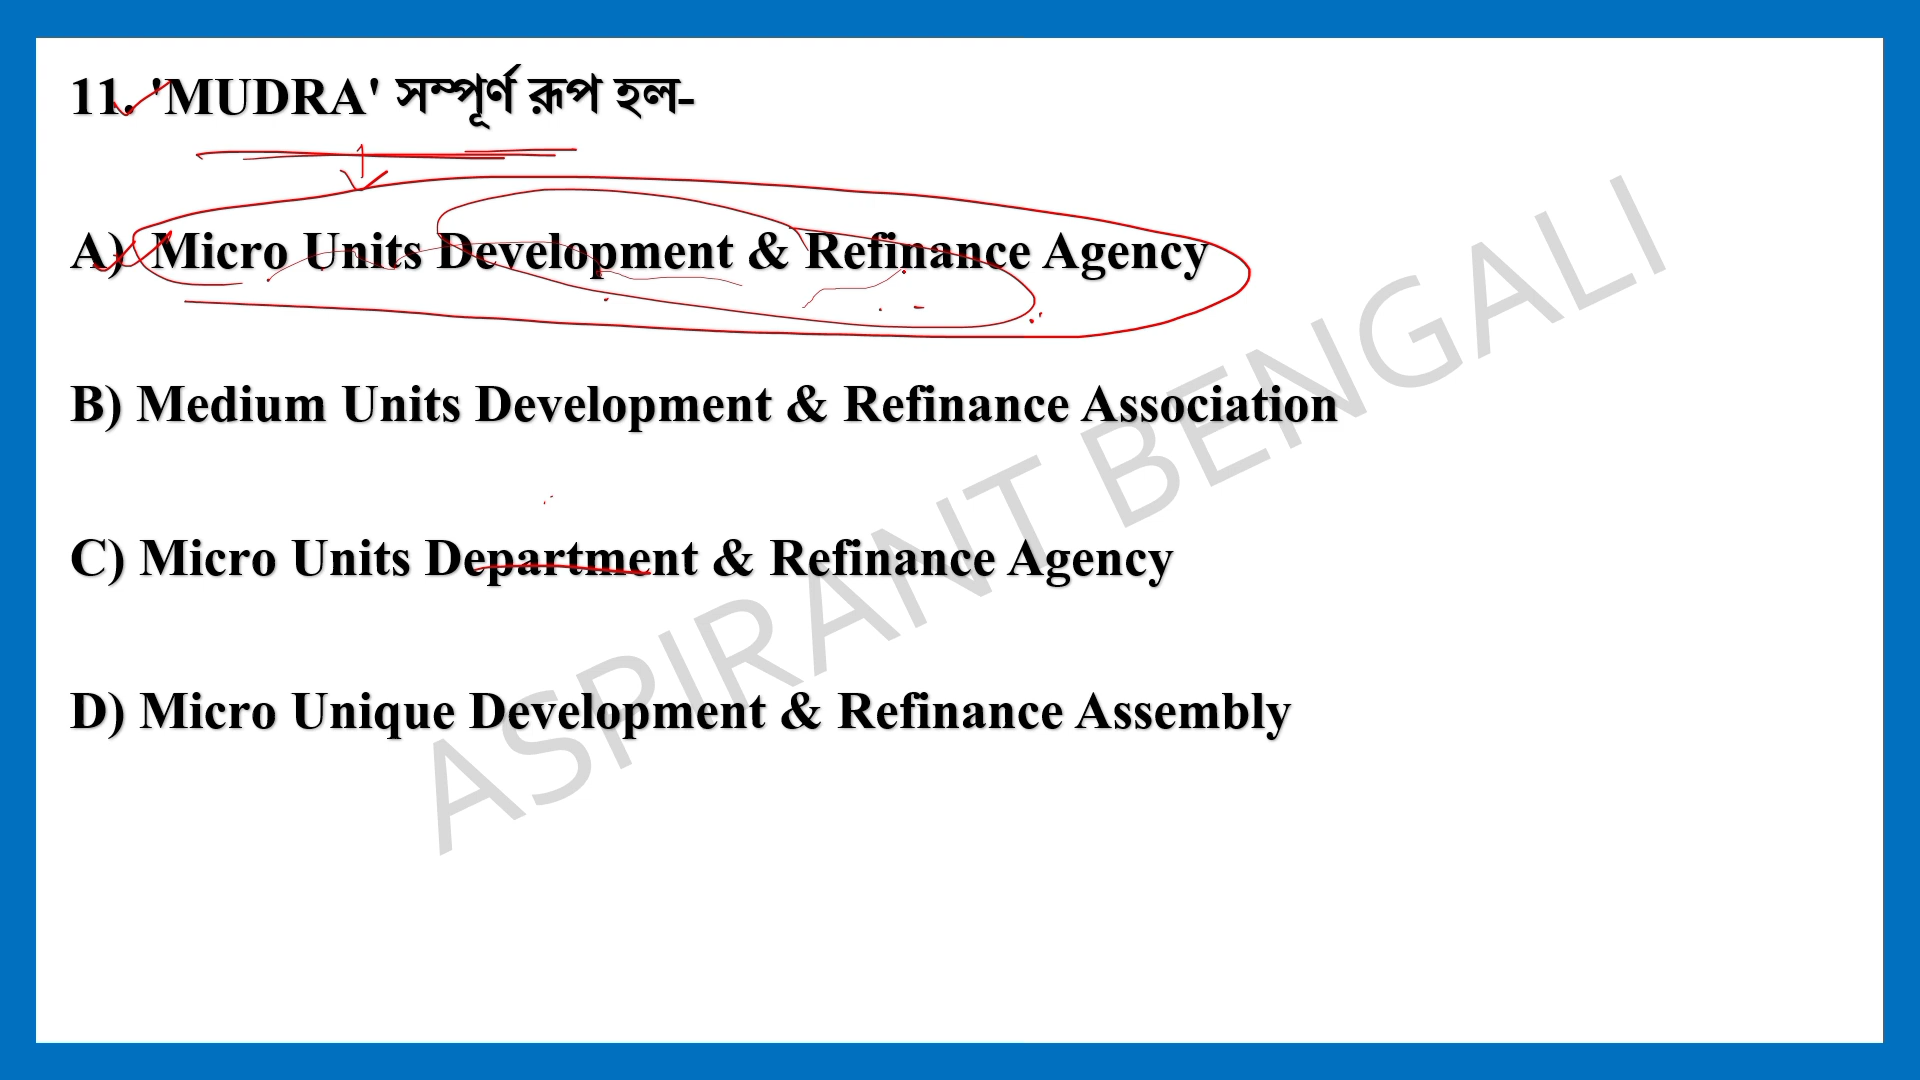 11. 'MUDRA' সম্পূর্ণ রূপ হল-
A) Micro Units Development & Refinance Agency
B) Medium Units Development & Refinance Association
C) Micro Units Department & Refinance Agency
D) Micro Unique Development & Refinance Assembly
ASPIRANT BENGALI